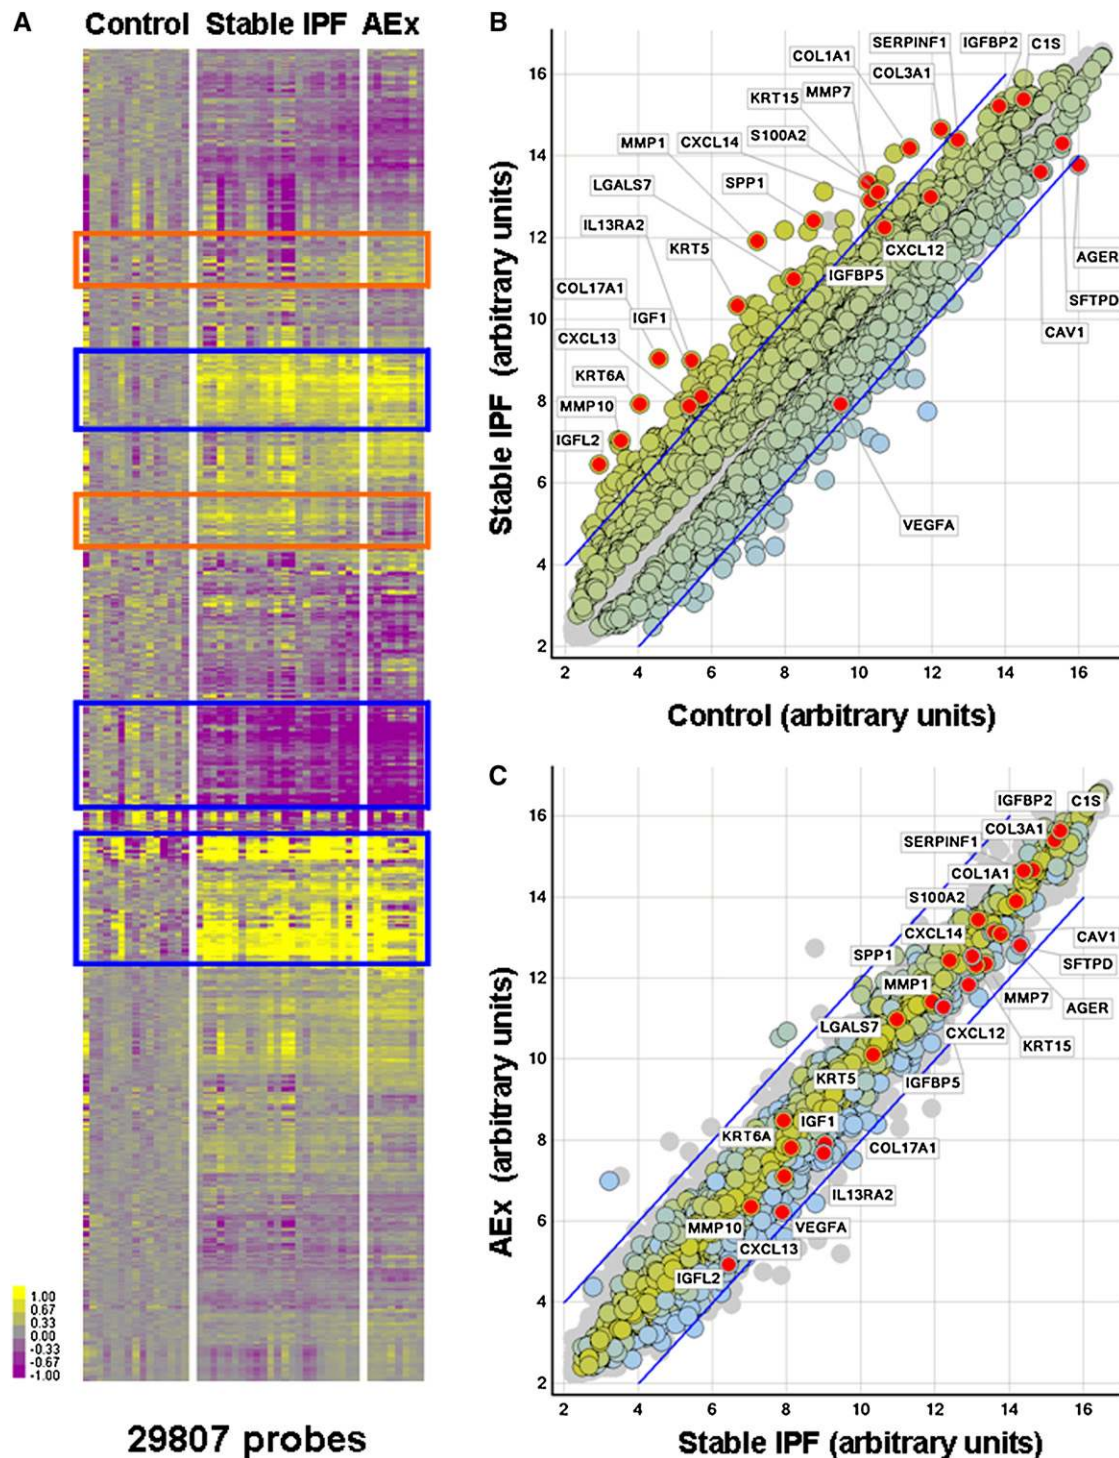 A
Control Stable IPF AEx
1.00
0.67
0.33
0.00
-0.33
-0.67
-1.00
29807 probes
B
SERPINF1
IGFBP2
C1S
COL1A1
COL3A1
MMP7
KRT15
S100A2
MMP1
CXCL14
SPP1
LGALS7
IL13RA2
KRT5
CXCL12
IGFBP5
AGER
SFTPD
CAV1
COL17A1
IGF1
CXCL13
KRT6A
MMP10
IGFL2
VEGFA
Stable IPF (arbitrary units)
16
14
12
10
8
6
4
2
2 4 6 8 10 12 14 16
Control (arbitrary units)
C
IGFBP2
C1S
COL3A1
SERPINF1
COL1A1
S100A2
CXCL14
CAV1
SPP1
SFTPD
MMP1
MMP7
AGER
LGALS7
CXCL12
KRT15
KRT5
IGFBP5
IGF1
KRT6A
COL17A1
IL13RA2
MMP10
VEGFA
CXCL13
IGFL2
AEx (arbitrary units)
16
14
12
10
8
6
4
2
2 4 6 8 10 12 14 16
Stable IPF (arbitrary units)